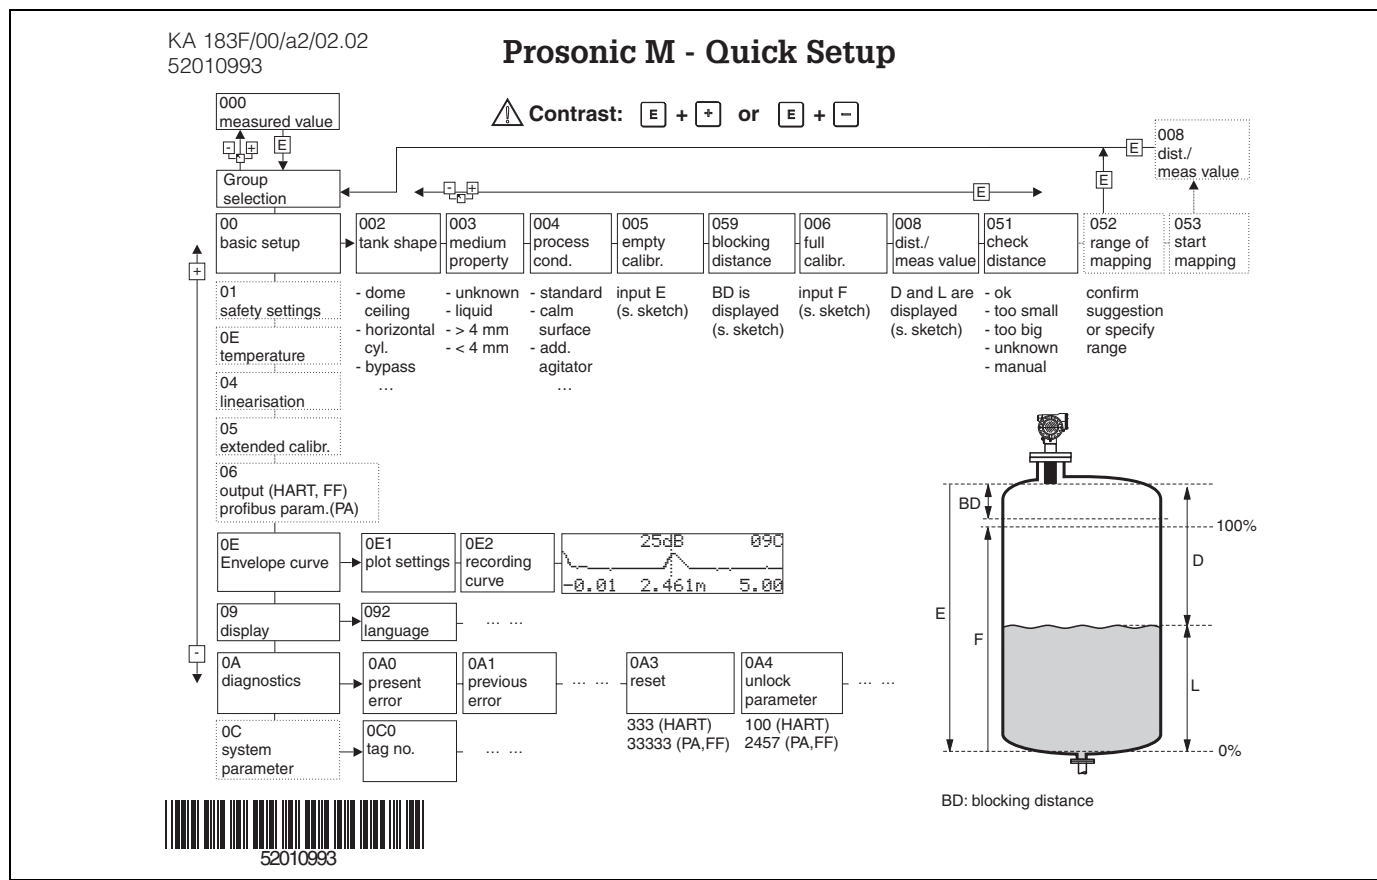 KA 183F/00/a2/02.02
52010993
Prosonic M - Quick Setup
Contrast: E + + or E + -
000
measured value
- +
E
Group
selection
- +
E
E
E
008
dist./
meas value
00
basic setup
002
tank shape
003
medium
property
004
process
cond.
005
empty
calibr.
059
blocking
distance
006
full
calibr.
008
dist./
meas value
051
check
distance
052
range of
mapping
053
start
mapping
- dome
ceiling
- horizontal
cyl.
- bypass
...
- unknown
- liquid
- > 4 mm
- < 4 mm
- standard
- calm
surface
- add.
agitator
...
input E
(s. sketch)
BD is
displayed
(s. sketch)
input F
(s. sketch)
D and L are
displayed
(s. sketch)
- ok
- too small
- too big
- unknown
- manual
confirm
suggestion
or specify
range
+
01
safety settings
0E
temperature
04
linearisation
05
extended calibr.
06
output (HART, FF)
profibus param.(PA)
0E
Envelope curve
0E1
plot settings
0E2
recording
curve
25dB 09C
-0.01 2.461m 5.00
09
display
092
language
... ...
-
0A
diagnostics
0A0
present
error
0A1
previous
error
... ...
0A3
reset
333 (HART)
33333 (PA,FF)
0A4
unlock
parameter
100 (HART)
2457 (PA,FF)
... ...
0C
system
parameter
0C0
tag no.
... ...
BD
100%
D
E
F
L
0%
BD: blocking distance
52010993